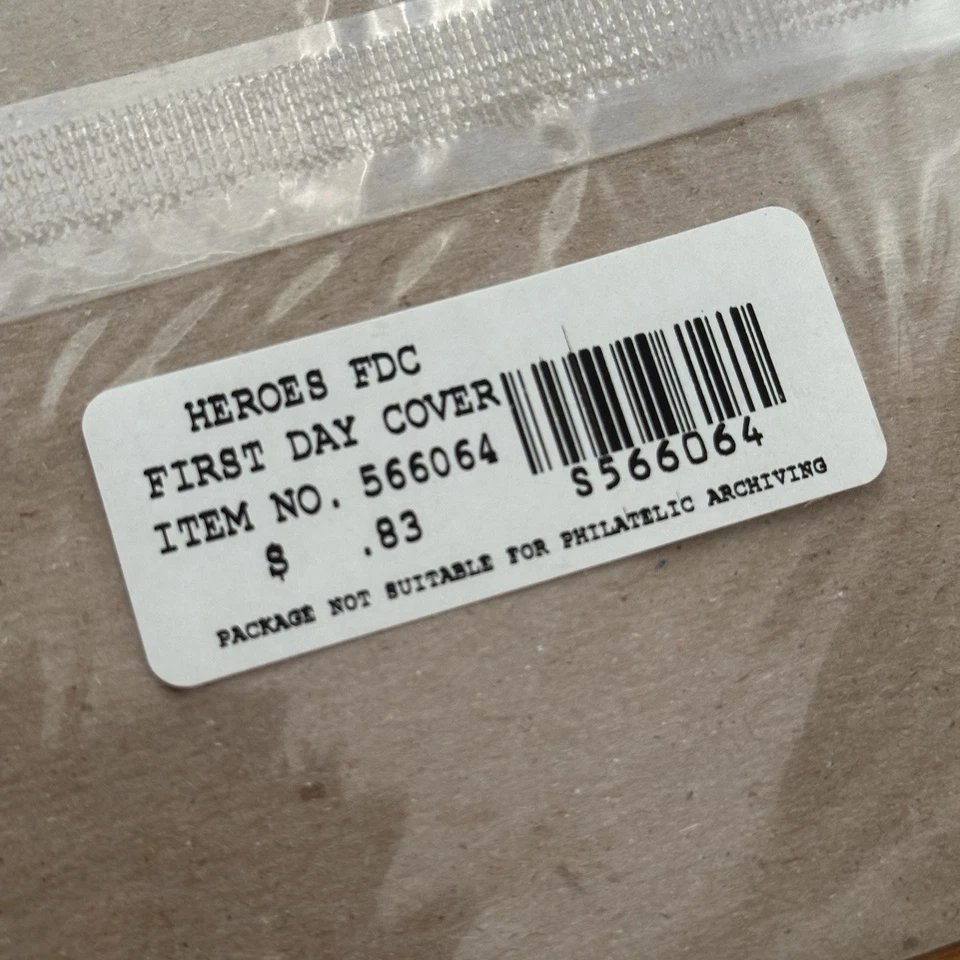 HEROES FDC
FIRST DAY COVER
ITEM NO. 566064
$ .83
S566064
PACKAGE NOT SUITABLE FOR PHILATELIC ARCHIVING